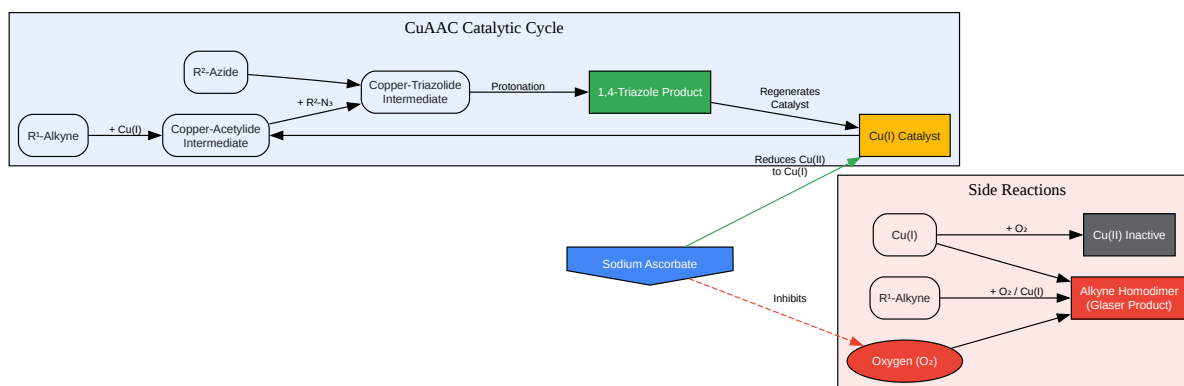 CuAAC Catalytic Cycle
R²-Azide
Copper-Triazolide
Intermediate
Protonation
1,4-Triazole Product
Regenerates
Catalyst
+ R²-N₃
R¹-Alkyne
+ Cu(I)
Copper-Acetylide
Intermediate
Cu(I) Catalyst
Reduces Cu(II)
to Cu(I)
Side Reactions
Cu(I)
+ O₂
Cu(II) Inactive
Sodium Ascorbate
R¹-Alkyne
+ O₂ / Cu(I)
Alkyne Homodimer
(Glaser Product)
Inhibits
Oxygen (O₂)